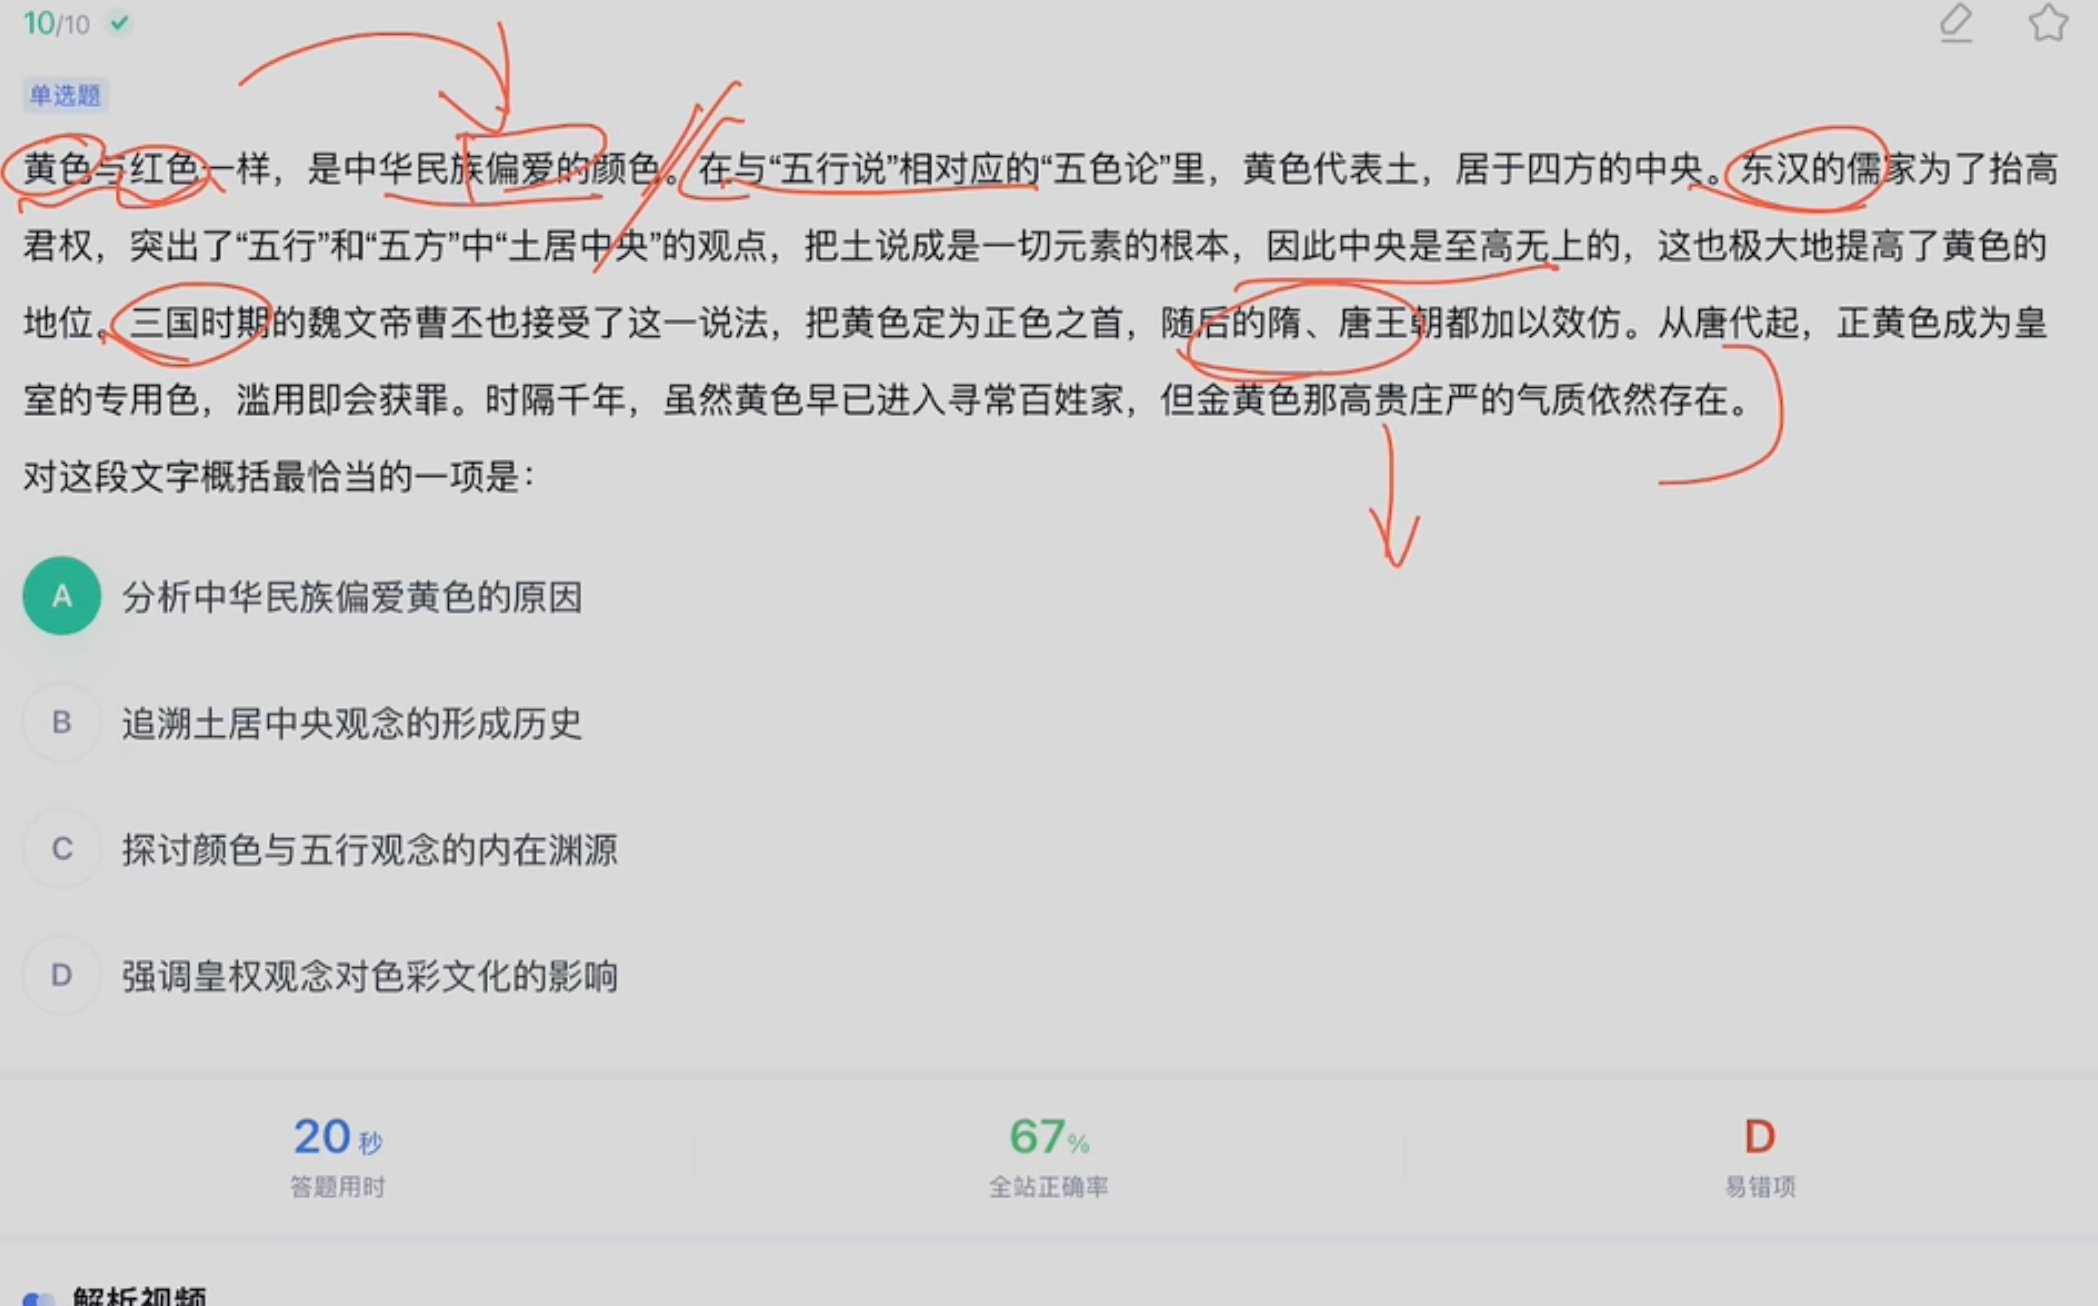 10/10
单选题
黄色与红色一样，是中华民族偏爱的颜色。在与“五行说”相对应的“五色论”里，黄色代表土，居于四方的中央。东汉的儒家为了抬高
君权，突出了“五行”和“五方”中“土居中央”的观点，把土说成是一切元素的根本，因此中央是至高无上的，这也极大地提高了黄色的
地位。三国时期的魏文帝曹丕也接受了这一说法，把黄色定为正色之首，随后的隋、唐王朝都加以效仿。从唐代起，正黄色成为皇
室的专用色，滥用即会获罪。时隔千年，虽然黄色早已进入寻常百姓家，但金黄色那高贵庄严的气质依然存在。
对这段文字概括最恰当的一项是：
A 分析中华民族偏爱黄色的原因
B 追溯土居中央观念的形成历史
C 探讨颜色与五行观念的内在渊源
D 强调皇权观念对色彩文化的影响
20秒 67% D
答题用时 全站正确率 易错项
解析视频